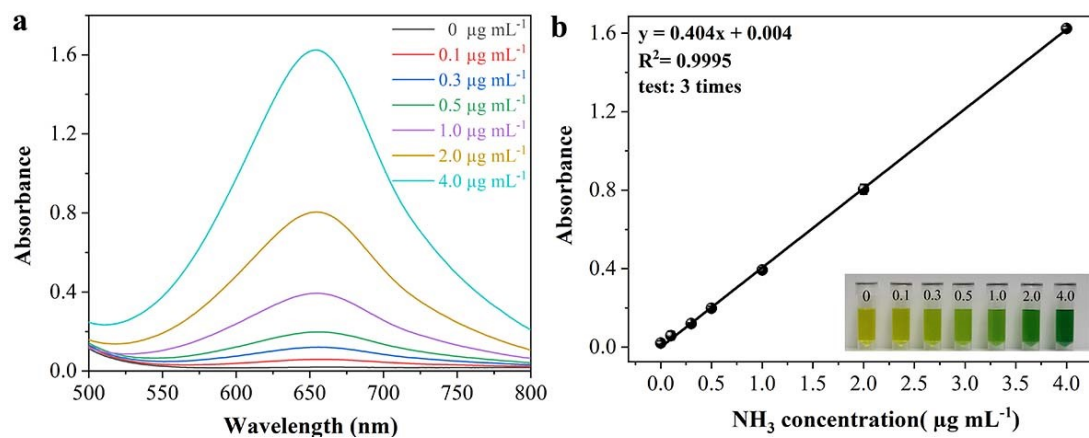 a
Absorbance
1.6
1.2
0.8
0.4
0.0
500 550 600 650 700 750 800
Wavelength (nm)
0 µg mL⁻¹
0.1 µg mL⁻¹
0.3 µg mL⁻¹
0.5 µg mL⁻¹
1.0 µg mL⁻¹
2.0 µg mL⁻¹
4.0 µg mL⁻¹
b
Absorbance
1.6
1.2
0.8
0.4
0.0
y = 0.404x + 0.004
R²= 0.9995
test: 3 times
0 0.1 0.3 0.5 1.0 2.0 4.0
0.0 0.5 1.0 1.5 2.0 2.5 3.0 3.5 4.0
NH₃ concentration( µg mL⁻¹)